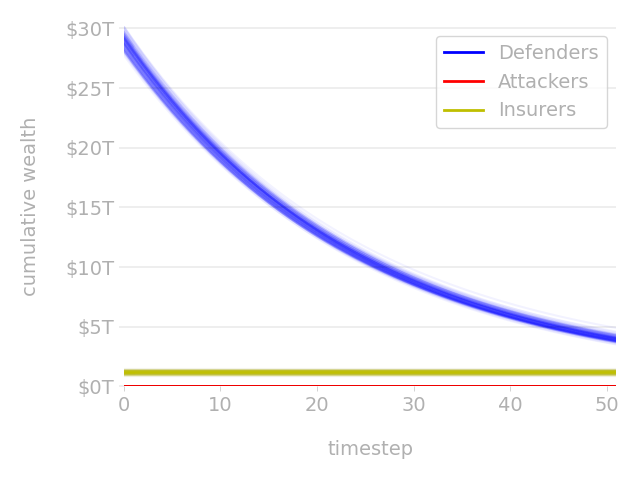 $30T
$25T
$20T
$15T
$10T
$5T
$0T
cumulative wealth
Defenders
Attackers
Insurers
0 10 20 30 40 50
timestep